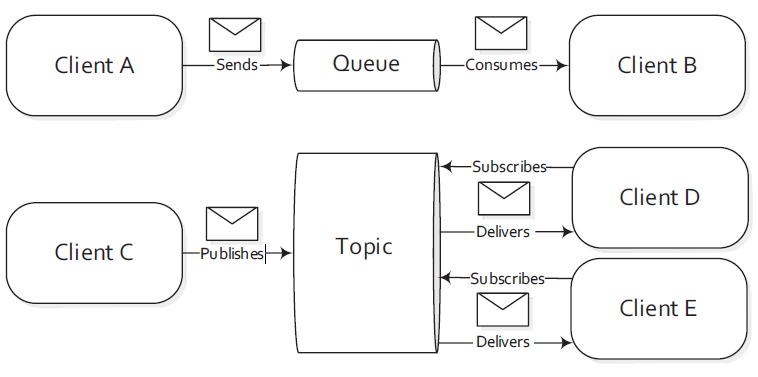 Client A
Sends
Queue
Consumes
Client B
Client C
Publishes
Topic
Subscribes
Delivers
Client D
Subscribes
Delivers
Client E